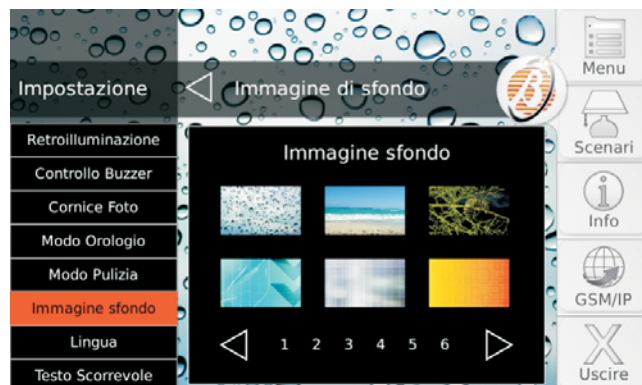 Impostazione
Immagine di sfondo
Retroilluminazione
Controllo Buzzer
Cornice Foto
Modo Orologio
Modo Pulizia
Immagine sfondo
Lingua
Testo Scorrevole
Immagine sfondo
1 2 3 4 5 6
B
Menu
Scenari
Info
GSM/IP
Uscire